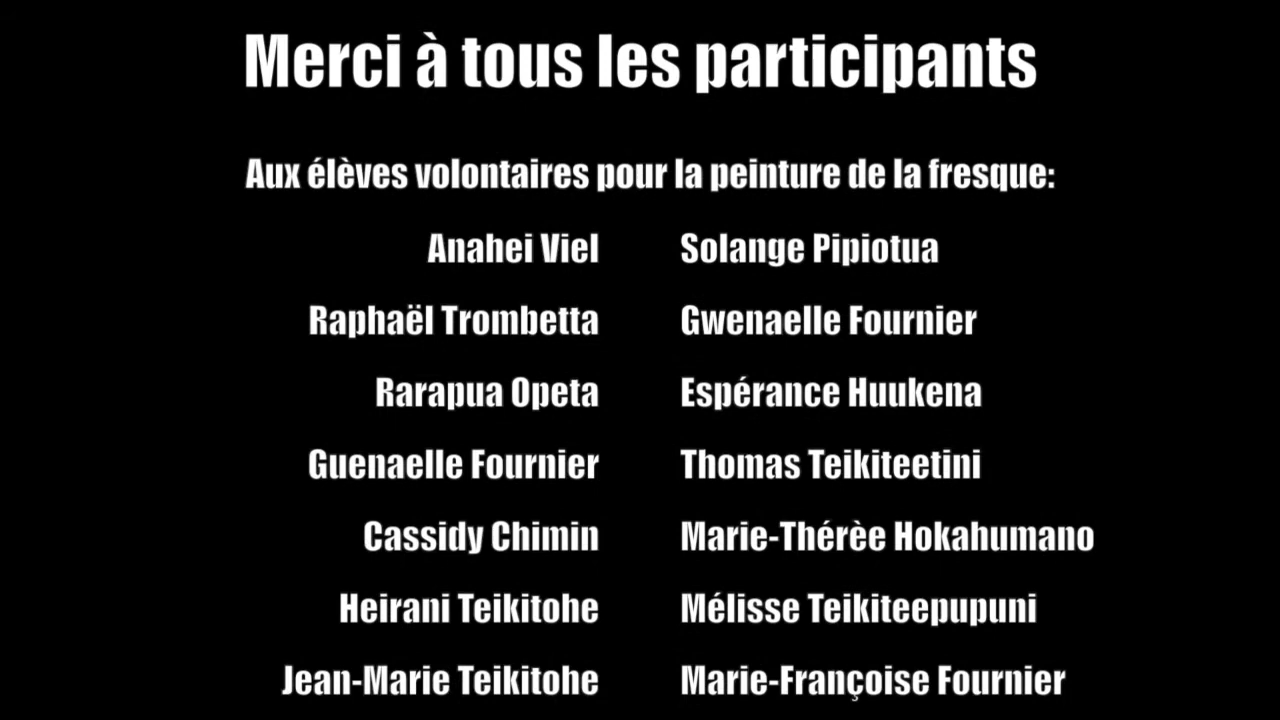 Merci à tous les participants
Aux élèves volontaires pour la peinture de la fresque:
Anahei Viel Solange Pipiotua
Raphaël Trombetta Gwenaelle Fournier
Rarapua Opeta Espérance Huukena
Guenaelle Fournier Thomas Teikiteetini
Cassidy Chimin Marie-Thérèe Hokahumano
Heirani Teikitohe Mélisse Teikiteepupuni
Jean-Marie Teikitohe Marie-Françoise Fournier